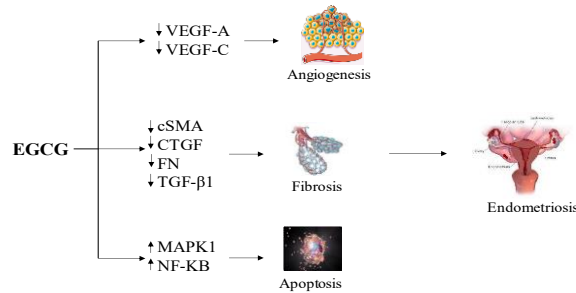 VEGF-A
VEGF-C
Angiogenesis
EGCG
cSMA
CTGF
FN
TGF-β1
Fibrosis
Endometriosis
MAPK1
NF-KB
Apoptosis